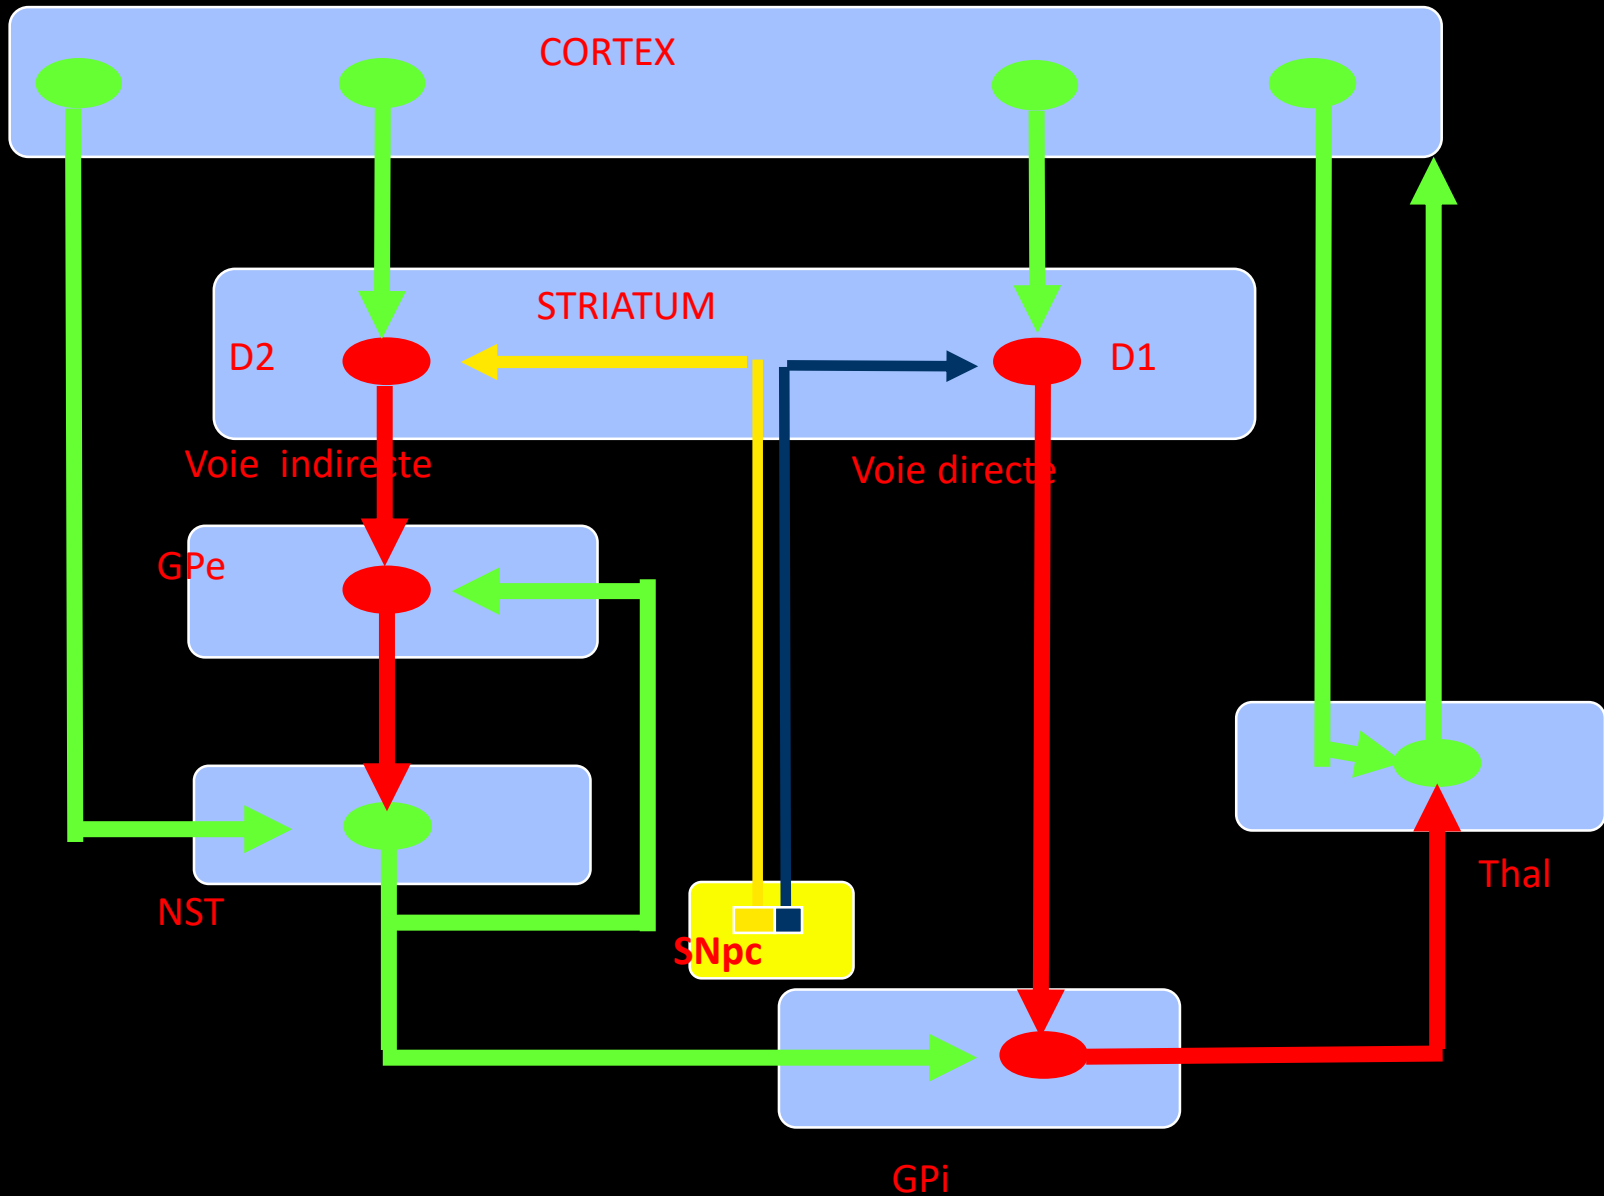 CORTEX
STRIATUM
D2
D1
Voie  indirecte
Voie directe
GPe
Thal
NST
SNpc
GPi